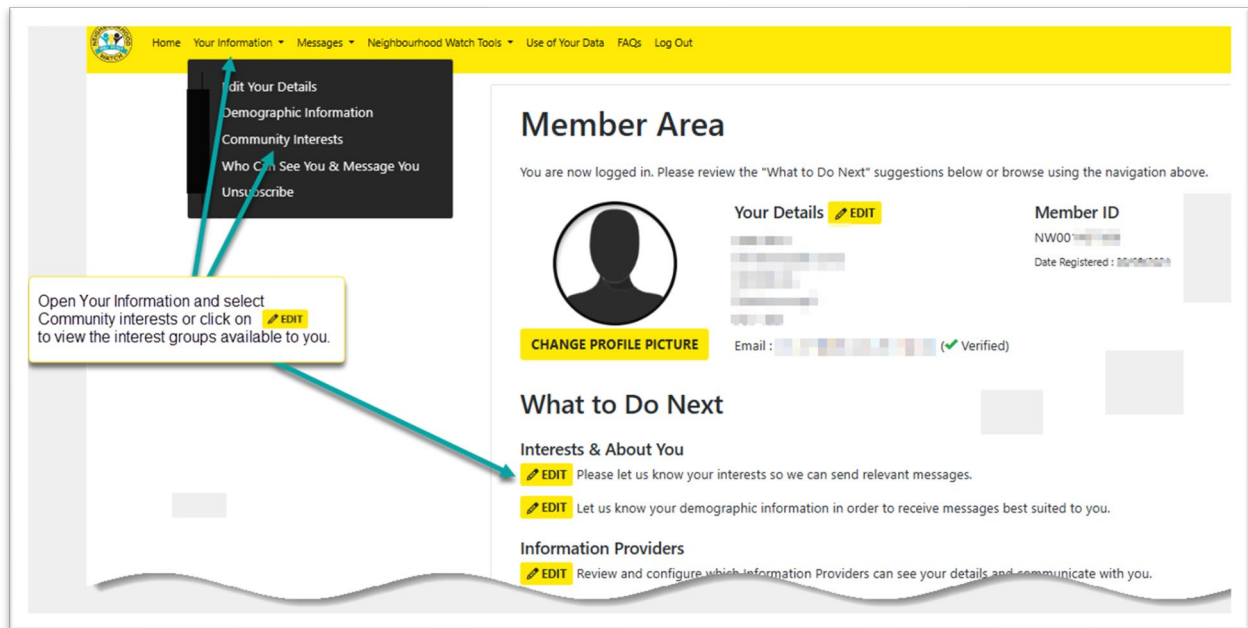 NEIGHBOURHOOD
WATCH
Home Your Information Messages Neighbourhood Watch Tools Use of Your Data FAQs Log Out
Edit Your Details
Demographic Information
Community Interests
Who Can See You & Message You
Unsubscribe
Member Area
You are now logged in. Please review the "What to Do Next" suggestions below or browse using the navigation above.
Your Details EDIT
Member ID
NW001
Date Registered :
CHANGE PROFILE PICTURE
Email : (✔ Verified)
Open Your Information and select
Community interests or click on EDIT
to view the interest groups available to you.
What to Do Next
Interests & About You
EDIT Please let us know your interests so we can send relevant messages.
EDIT Let us know your demographic information in order to receive messages best suited to you.
Information Providers
EDIT Review and configure which Information Providers can see your details and communicate with you.